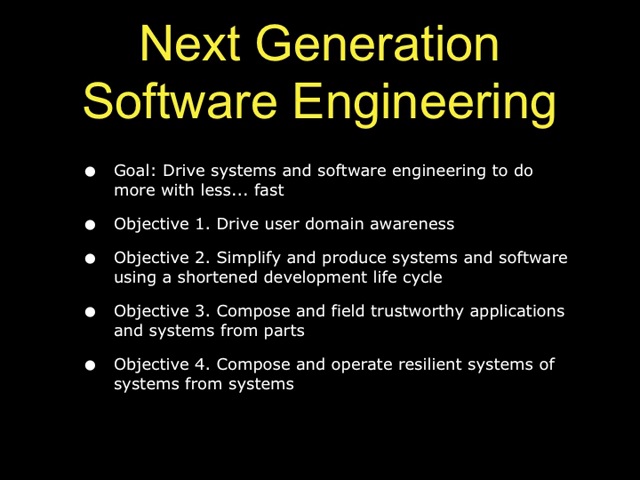 Next Generation
Software Engineering
• Goal: Drive systems and software engineering to do
more with less... fast
• Objective 1. Drive user domain awareness
• Objective 2. Simplify and produce systems and software
using a shortened development life cycle
• Objective 3. Compose and field trustworthy applications
and systems from parts
• Objective 4. Compose and operate resilient systems of
systems from systems